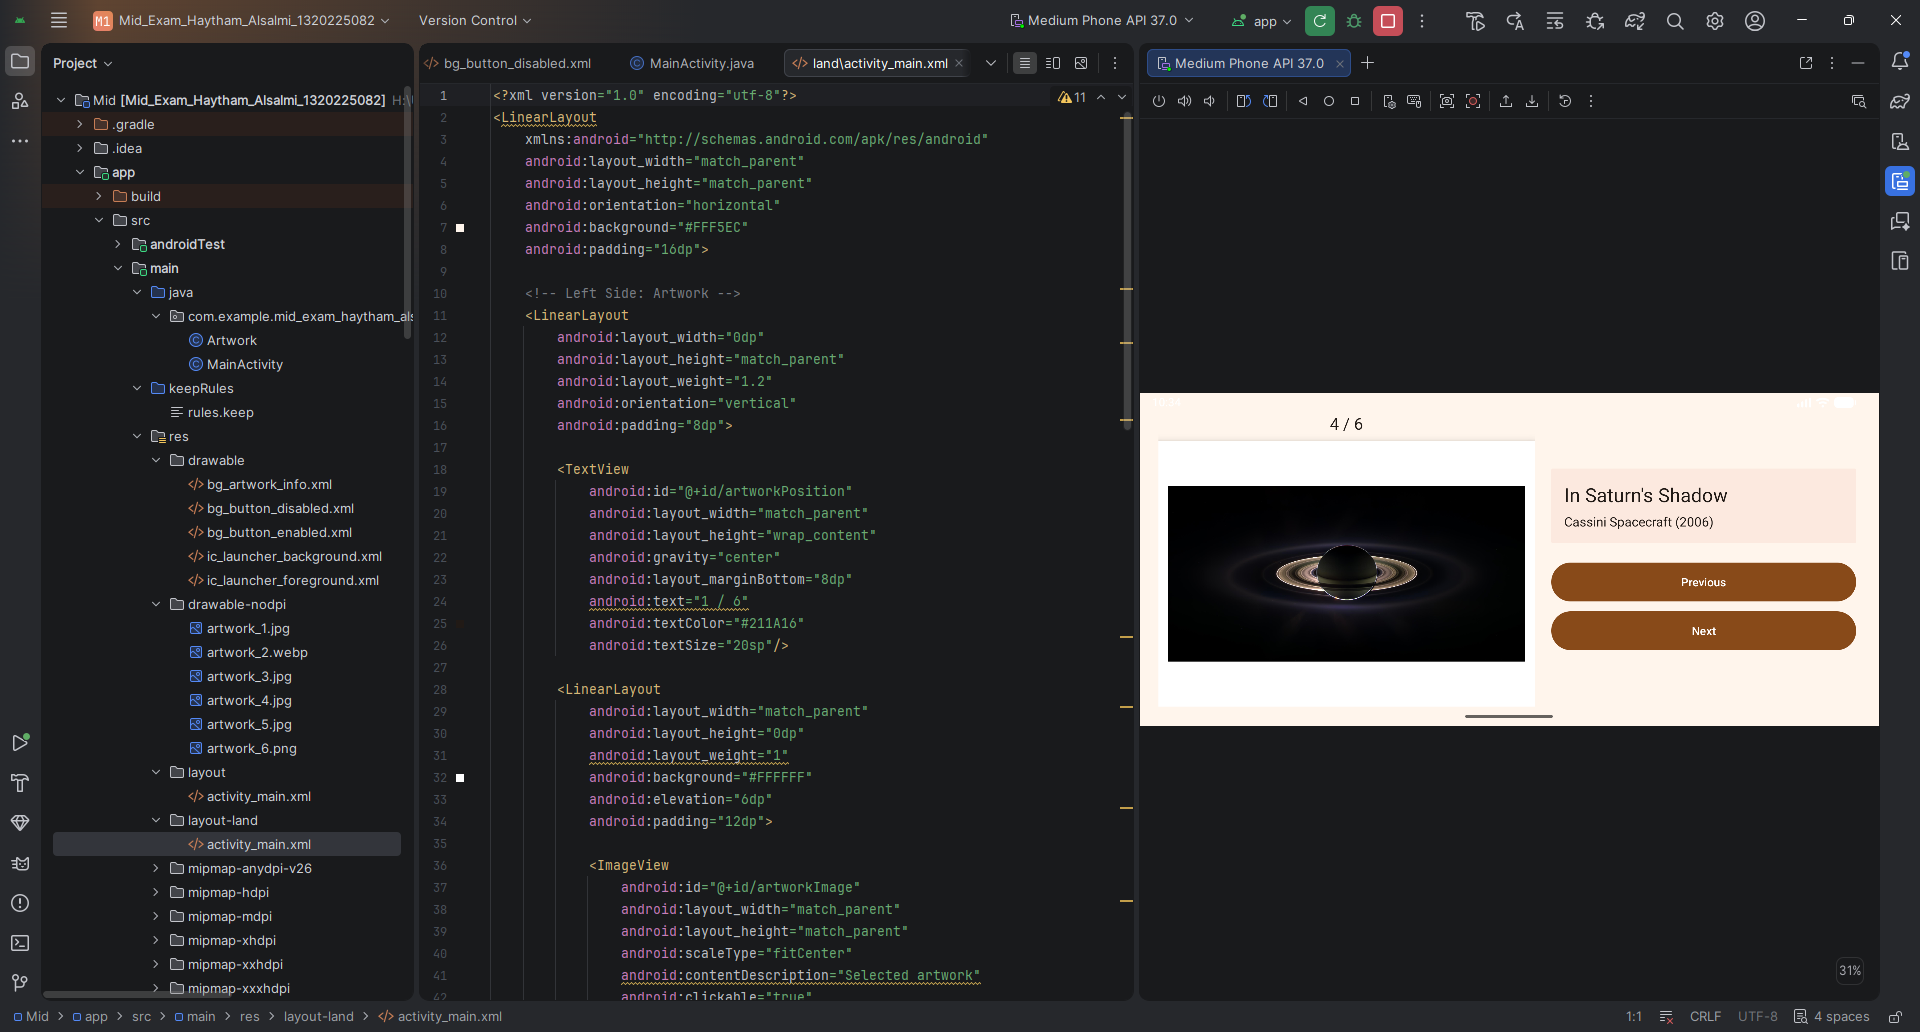 M1 Mid_Exam_Haytham_Alsalmi_1320225082 Version Control Medium Phone API 37.0 app
Project
Mid [Mid_Exam_Haytham_Alsalmi_1320225082] H:\
.gradle
.idea
app
build
src
androidTest
main
java
com.example.mid_exam_haytham_als
Artwork
MainActivity
keepRules
rules.keep
res
drawable
bg_artwork_info.xml
bg_button_disabled.xml
bg_button_enabled.xml
ic_launcher_background.xml
ic_launcher_foreground.xml
drawable-nodpi
artwork_1.jpg
artwork_2.webp
artwork_3.jpg
artwork_4.jpg
artwork_5.jpg
artwork_6.png
layout
activity_main.xml
layout-land
activity_main.xml
mipmap-anydpi-v26
mipmap-hdpi
mipmap-mdpi
mipmap-xhdpi
mipmap-xxhdpi
mipmap-xxxhdpi
bg_button_disabled.xml MainActivity.java land\activity_main.xml
11
1 <?xml version="1.0" encoding="utf-8"?>
2 <LinearLayout
3 xmlns:android="http://schemas.android.com/apk/res/android"
4 android:layout_width="match_parent"
5 android:layout_height="match_parent"
6 android:orientation="horizontal"
7 android:background="#FFF5EC"
8 android:padding="16dp">
9
10 <!-- Left Side: Artwork -->
11 <LinearLayout
12 android:layout_width="0dp"
13 android:layout_height="match_parent"
14 android:layout_weight="1.2"
15 android:orientation="vertical"
16 android:padding="8dp">
17
18 <TextView
19 android:id="@+id/artworkPosition"
20 android:layout_width="match_parent"
21 android:layout_height="wrap_content"
22 android:gravity="center"
23 android:layout_marginBottom="8dp"
24 android:text="1 / 6"
25 android:textColor="#211A16"
26 android:textSize="20sp"/>
27
28 <LinearLayout
29 android:layout_width="match_parent"
30 android:layout_height="0dp"
31 android:layout_weight="1"
32 android:background="#FFFFFF"
33 android:elevation="6dp"
34 android:padding="12dp">
35
36 <ImageView
37 android:id="@+id/artworkImage"
38 android:layout_width="match_parent"
39 android:layout_height="match_parent"
40 android:scaleType="fitCenter"
41 android:contentDescription="Selected artwork"
42 android:clickable="true"
Medium Phone API 37.0
4 / 6
In Saturn's Shadow
Cassini Spacecraft (2006)
Previous
Next
31%
Mid app src main res layout-land activity_main.xml
1:1 CRLF UTF-8 4 spaces